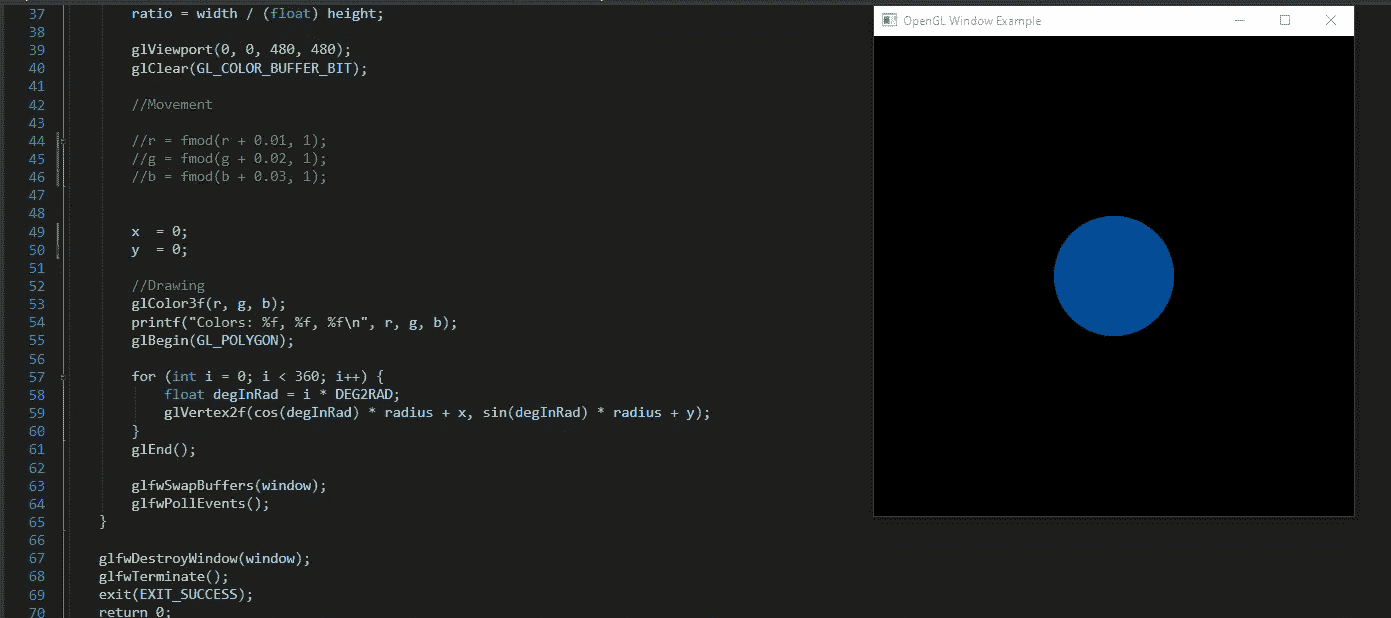 37 ratio = width / (float) height;
38
39 glViewport(0, 0, 480, 480);
40 glClear(GL_COLOR_BUFFER_BIT);
41
42 //Movement
43
44 //r = fmod(r + 0.01, 1);
45 //g = fmod(g + 0.02, 1);
46 //b = fmod(b + 0.03, 1);
47
48
49 x  = 0;
50 y  = 0;
51
52 //Drawing
53 glColor3f(r, g, b);
54 printf("Colors: %f, %f, %f\n", r, g, b);
55 glBegin(GL_POLYGON);
56
57 for (int i = 0; i < 360; i++) {
58 float degInRad = i * DEG2RAD;
59 glVertex2f(cos(degInRad) * radius + x, sin(degInRad) * radius + y);
60 }
61 glEnd();
62
63 glfwSwapBuffers(window);
64 glfwPollEvents();
65 }
66
67 glfwDestroyWindow(window);
68 glfwTerminate();
69 exit(EXIT_SUCCESS);
70 return 0;
OpenGL Window Example